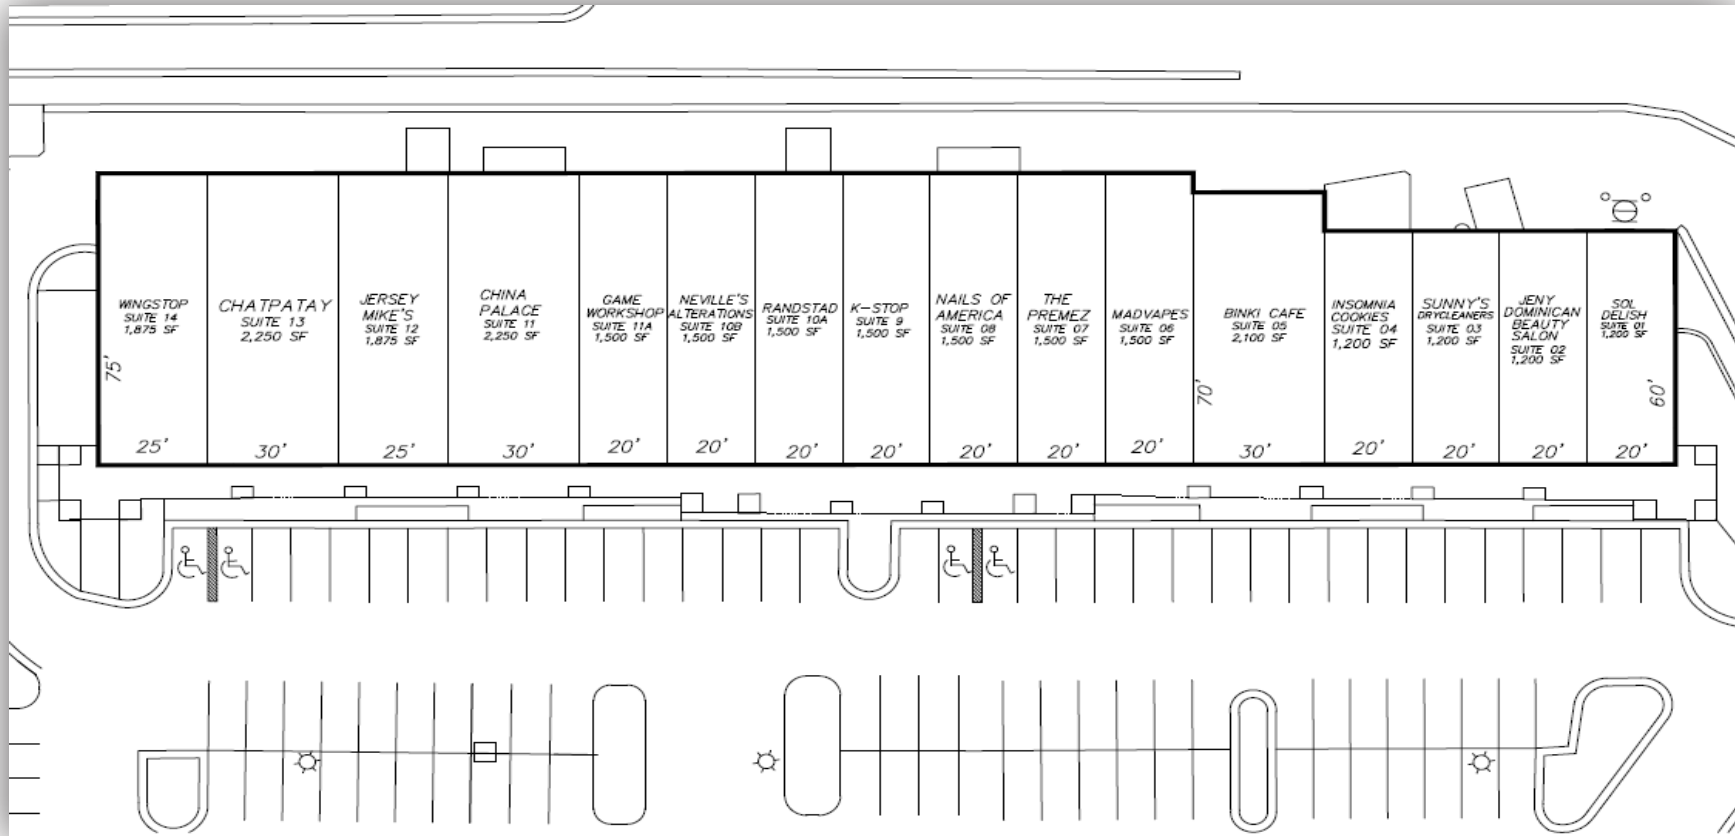 WINGSTOP
SUITE 14
1,875 SF
75'
25'
CHATPATAY
SUITE 13
2,250 SF
30'
JERSEY
MIKE'S
SUITE 12
1,875 SF
25'
CHINA
PALACE
SUITE 11
2,250 SF
30'
GAME
WORKSHOP
SUITE 11A
1,500 SF
20'
NEVILLE'S
ALTERATIONS
SUITE 10B
1,500 SF
20'
RANDSTAD
SUITE 10A
1,500 SF
20'
K-STOP
SUITE 9
1,500 SF
20'
NAILS OF
AMERICA
SUITE 08
1,500 SF
20'
THE
PREMEZ
SUITE 07
1,500 SF
20'
MADVAPES
SUITE 06
1,500 SF
20'
BINKI CAFE
SUITE 05
2,100 SF
70'
30'
INSOMNIA
COOKIES
SUITE 04
1,200 SF
20'
SUNNY'S
DRYCLEANERS
SUITE 03
1,200 SF
20'
JENY
DOMINICAN
BEAUTY
SALON
SUITE 02
1,200 SF
20'
SOL
DELISH
SUITE 01
1,200 SF
60'
20'